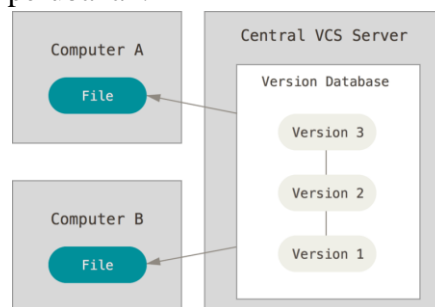 Computer A
File
Central VCS Server
Version Database
Version 3
Version 2
Version 1
Computer B
File